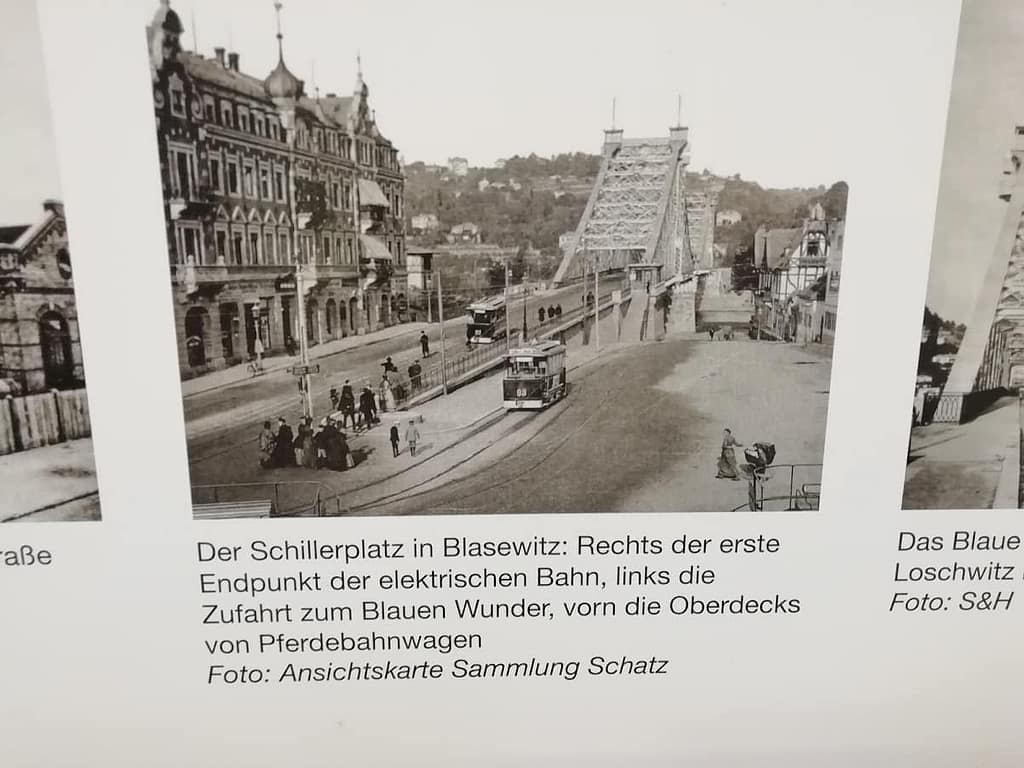 raße
Der Schillerplatz in Blasewitz: Rechts der erste
Endpunkt der elektrischen Bahn, links die
Zufahrt zum Blauen Wunder, vorn die Oberdecks
von Pferdebahnwagen
Foto: Ansichtskarte Sammlung Schatz
Das Blaue
Loschwitz
Foto: S&H